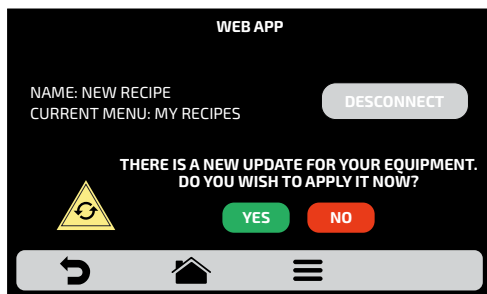 WEB APP
NAME: NEW RECIPE
CURRENT MENU: MY RECIPES
DESCONNECT
THERE IS A NEW UPDATE FOR YOUR EQUIPMENT.
DO YOU WISH TO APPLY IT NOW?
YES
NO